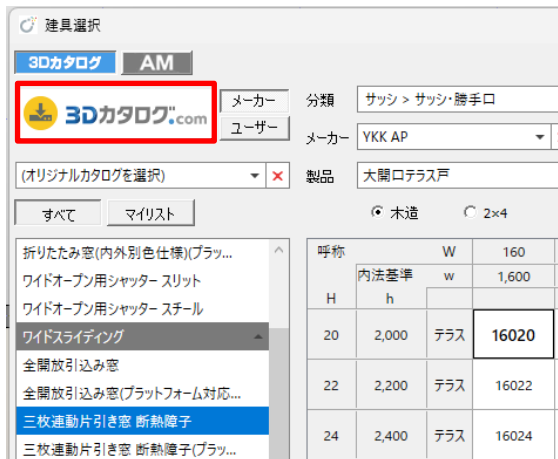 建具選択
3Dカタログ AM
3Dカタログ.com
メーカー
ユーザー
(オリジナルカタログを選択)
すべて マイリスト
折りたたみ窓(内外別色仕様)(プラッ...
ワイドオープン用シャッター スリット
ワイドオープン用シャッター スチール
ワイドスライディング
全開放引込み窓
全開放引込み窓(プラットフォーム対応...
三枚連動片引き窓 断熱障子
三枚連動片引き窓 断熱障子(プラッ...
分類 サッシ > サッシ・勝手口
メーカー YKK AP
製品 大開口テラス戸
木造 2×4
呼称 W 160
内法基準 w 1,600
H h
20 2,000 テラス 16020
22 2,200 テラス 16022
24 2,400 テラス 16024